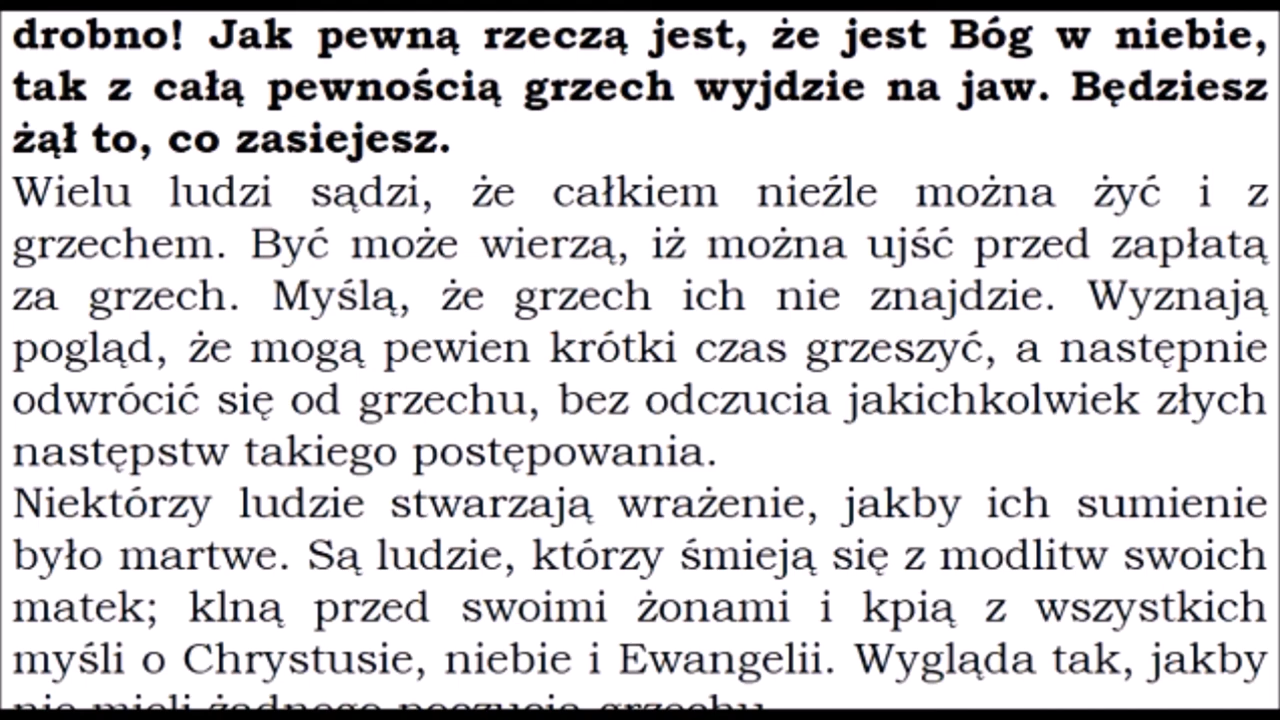 drobno! Jak pewną rzeczą jest, że jest Bóg w niebie,
tak z całą pewnością grzech wyjdzie na jaw. Będziesz
żął to, co zasiejesz.
Wielu ludzi sądzi, że całkiem nieźle można żyć i z
grzechem. Być może wierzą, iż można ujść przed zapłatą
za grzech. Myślą, że grzech ich nie znajdzie. Wyznają
pogląd, że mogą pewien krótki czas grzeszyć, a następnie
odwrócić się od grzechu, bez odczucia jakichkolwiek złych
następstw takiego postępowania.
Niektórzy ludzie stwarzają wrażenie, jakby ich sumienie
było martwe. Są ludzie, którzy śmieją się z modlitw swoich
matek; klną przed swoimi żonami i kpią z wszystkich
myśli o Chrystusie, niebie i Ewangelii. Wygląda tak, jakby
nie mieli żadnego poczucia grzechu.